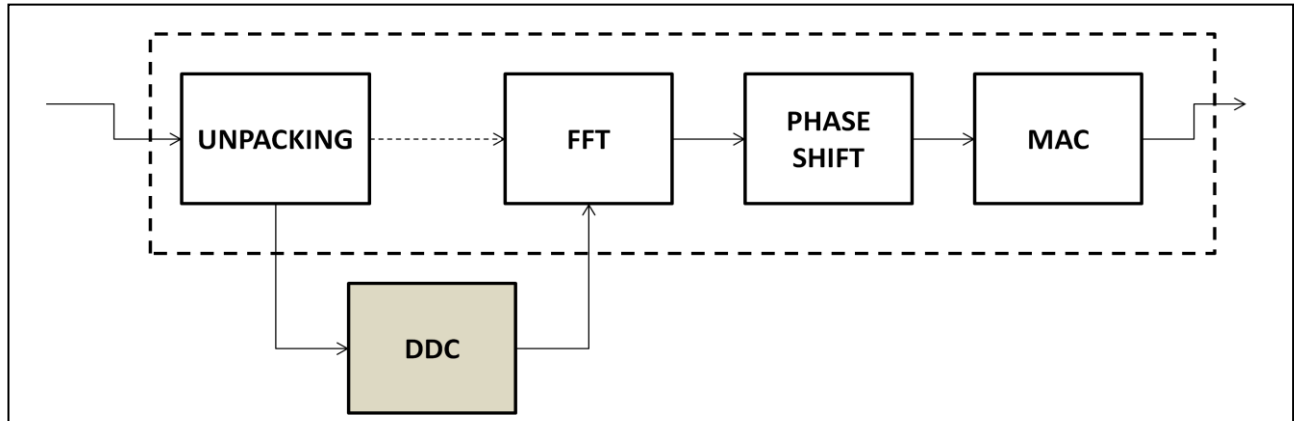 UNPACKING
FFT
PHASE
SHIFT
MAC
DDC